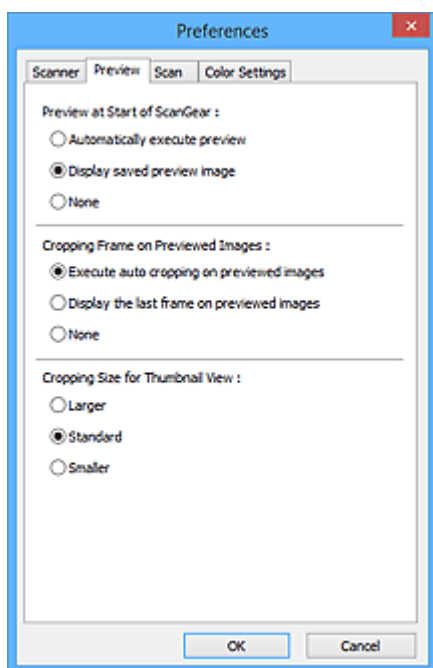 Preferences
Scanner Preview Scan Color Settings
Preview at Start of ScanGear :
Automatically execute preview
Display saved preview image
None
Cropping Frame on Previewed Images :
Execute auto cropping on previewed images
Display the last frame on previewed images
None
Cropping Size for Thumbnail View :
Larger
Standard
Smaller
OK Cancel